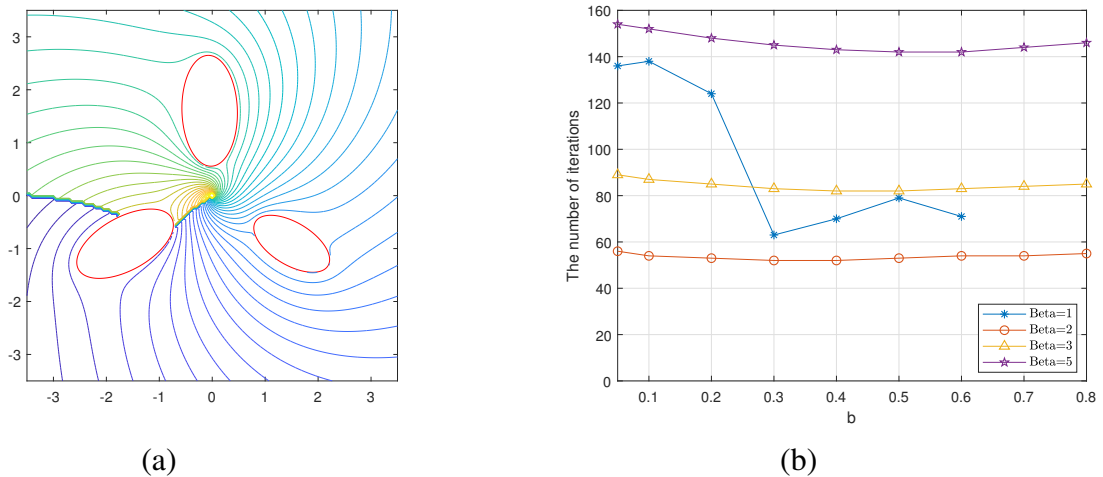 3
2
1
0
-1
-2
-3
-3 -2 -1 0 1 2 3
(a)
The number of iterations
160
140
120
100
80
60
40
20
0
0.1 0.2 0.3 0.4 0.5 0.6 0.7 0.8
b
Beta=1
Beta=2
Beta=3
Beta=5
(b)